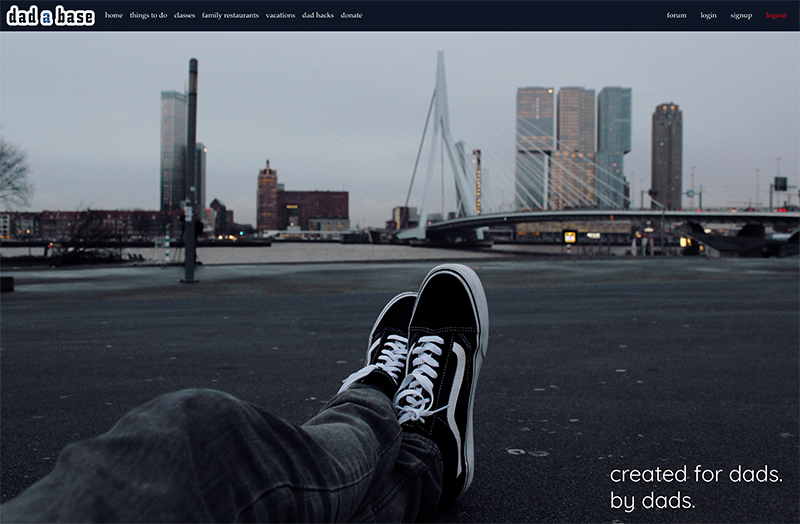 dad a base home things to do classes family restaurants vacations dad hacks donate forum login signup logout
created for dads.
by dads.